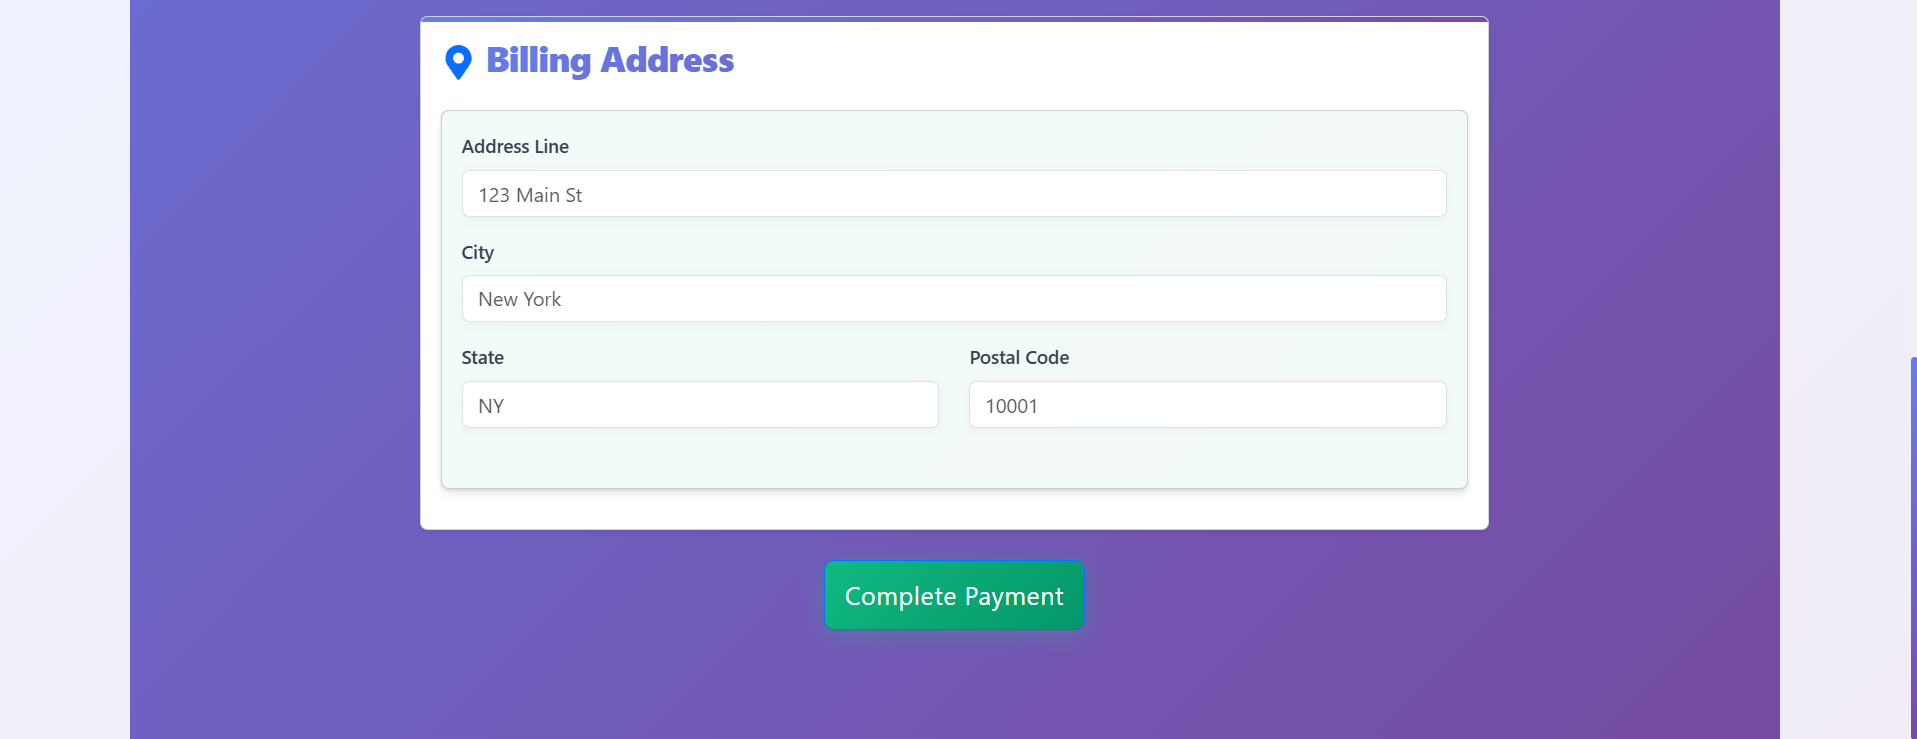 Billing Address
Address Line
123 Main St
City
New York
State
Postal Code
NY
10001
Complete Payment